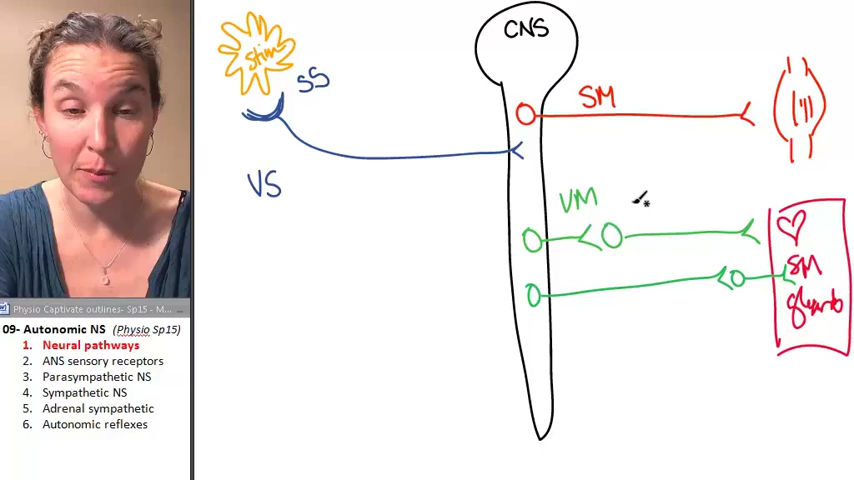 CNS
Stim
SS
SM
VS
VM
SM
glands
Physio Captivate outlines- Sp15 - M...
09- Autonomic NS (Physio Sp15)
1. Neural pathways
2. ANS sensory receptors
3. Parasympathetic NS
4. Sympathetic NS
5. Adrenal sympathetic
6. Autonomic reflexes